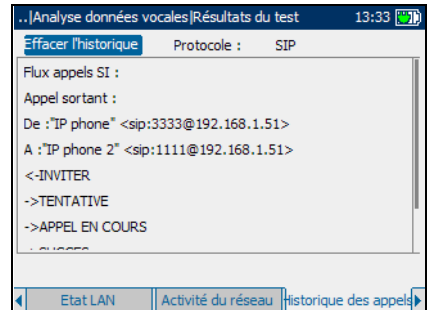 ..|Analyse données vocales|Résultats du test 13:33
Effacer l'historique Protocole : SIP
Flux appels SI :
Appel sortant :
De :"IP phone" <sip:3333@192.168.1.51>
A :"IP phone 2" <sip:1111@192.168.1.51>
<-INVITER
->TENTATIVE
->APPEL EN COURS
Etat LAN Activité du réseau Historique des appels